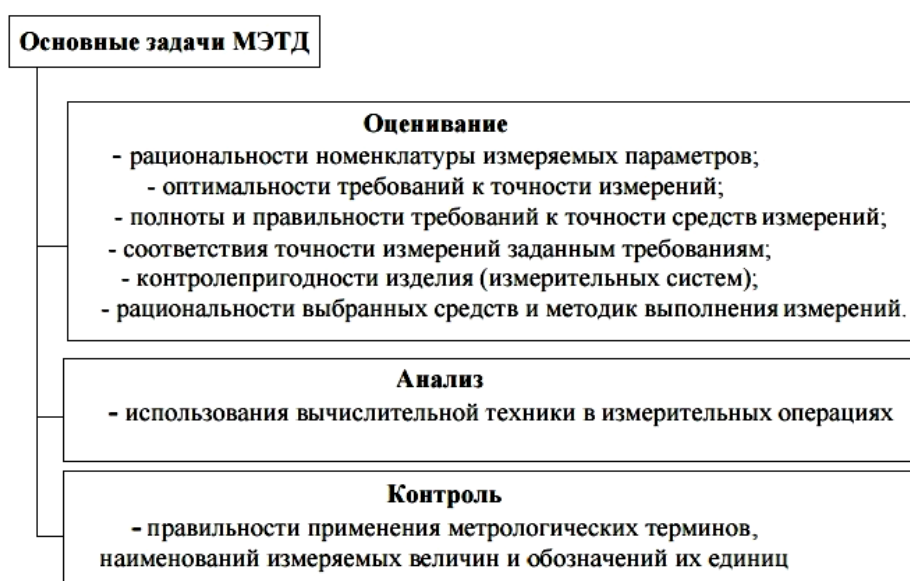 Основные задачи МЭТД
Оценивание
- рациональности номенклатуры измеряемых параметров;
- оптимальности требований к точности измерений;
- полноты и правильности требований к точности средств измерений;
- соответствия точности измерений заданным требованиям;
- контролепригодности изделия (измерительных систем);
- рациональности выбранных средств и методик выполнения измерений.
Анализ
- использования вычислительной техники в измерительных операциях
Контроль
- правильности применения метрологических терминов,
наименований измеряемых величин и обозначений их единиц